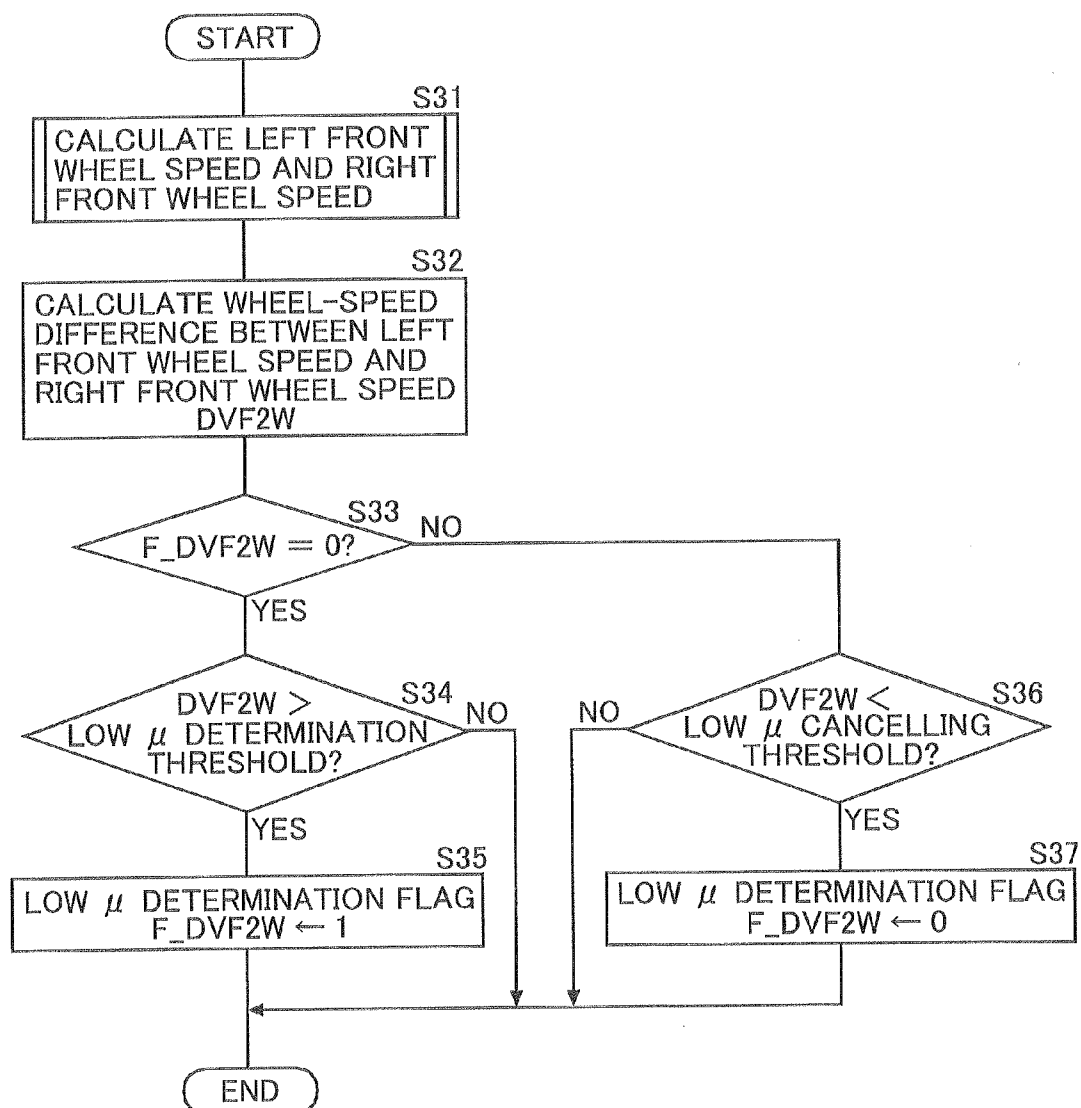 START
S31
CALCULATE LEFT FRONT
WHEEL SPEED AND RIGHT
FRONT WHEEL SPEED
S32
CALCULATE WHEEL-SPEED
DIFFERENCE BETWEEN LEFT
FRONT WHEEL SPEED AND
RIGHT FRONT WHEEL SPEED
DVF2W
S33
F_DVF2W = 0?
NO
YES
S34
DVF2W >
LOW μ DETERMINATION
THRESHOLD?
NO
YES
S35
LOW μ DETERMINATION FLAG
F_DVF2W ← 1
S36
DVF2W <
LOW μ CANCELLING
THRESHOLD?
NO
YES
S37
LOW μ DETERMINATION FLAG
F_DVF2W ← 0
END